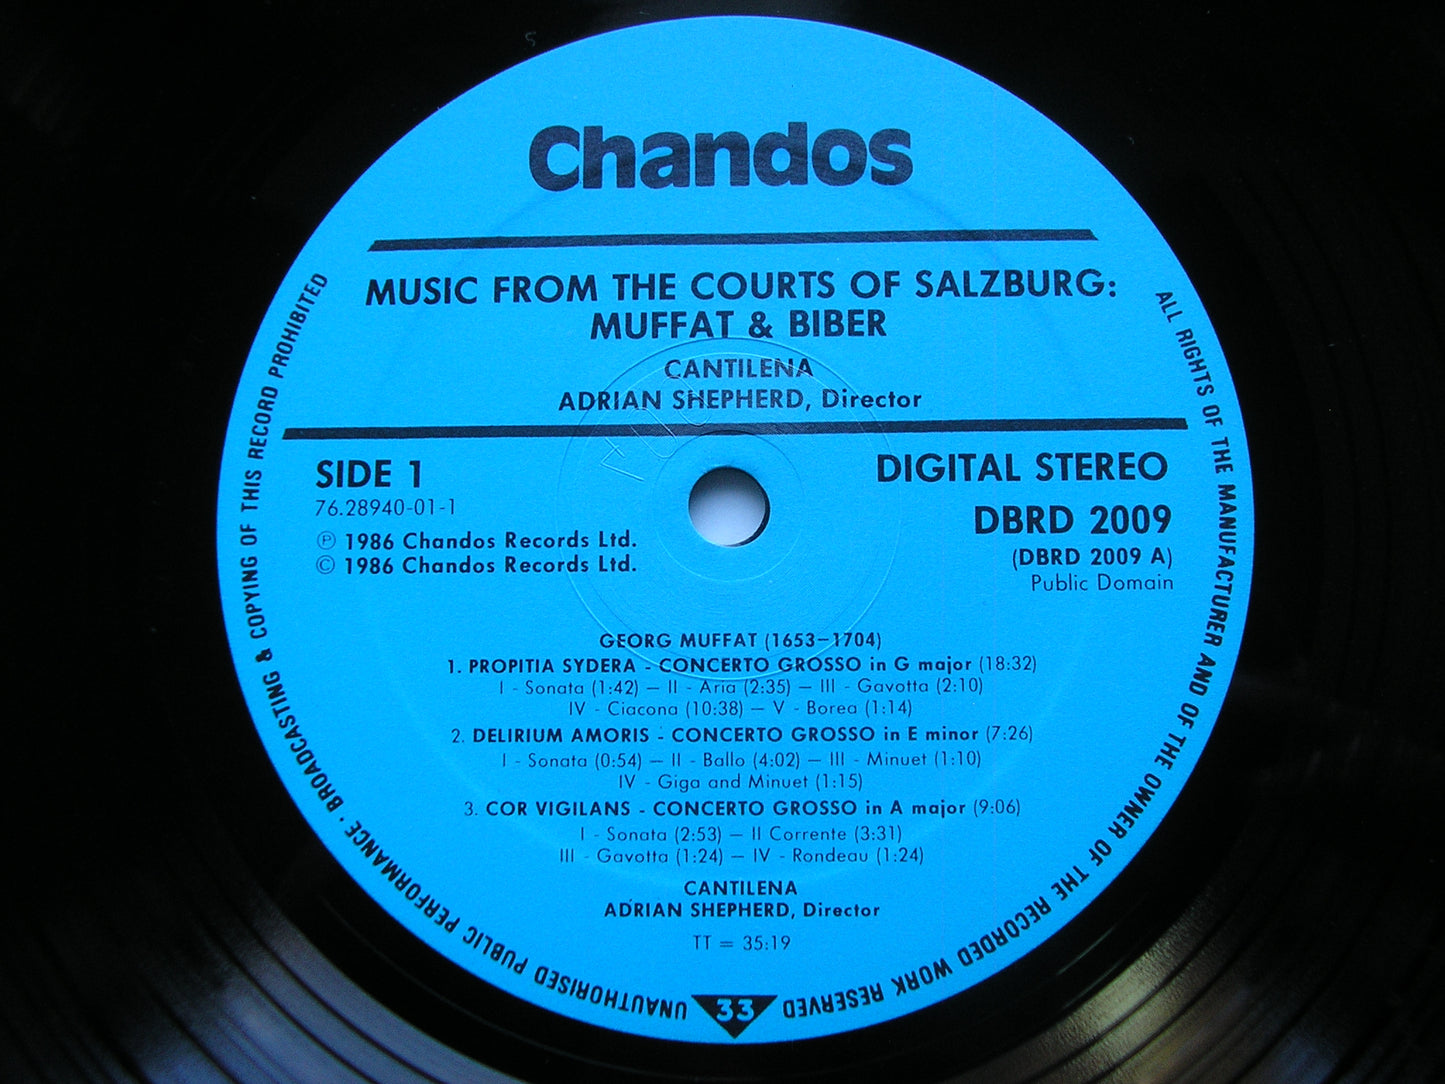 Chandos
MUSIC FROM THE COURTS OF SALZBURG:
MUFFAT & BIBER
CANTILENA
ADRIAN SHEPHERD, Director
SIDE 1
76.28940-01-1
Ⓟ 1986 Chandos Records Ltd.
© 1986 Chandos Records Ltd.
DIGITAL STEREO
DBRD 2009
(DBRD 2009 A)
Public Domain
GEORG MUFFAT (1653–1704)
1. PROPITIA SYDERA - CONCERTO GROSSO in G major (18:32)
I - Sonata (1:42) — II - Aria (2:35) — III - Gavotta (2:10)
IV - Ciacona (10:38) — V - Borea (1:14)
2. DELIRIUM AMORIS - CONCERTO GROSSO in E minor (7:26)
I - Sonata (0:54) — II - Ballo (4:02) — III - Minuet (1:10)
IV - Giga and Minuet (1:15)
3. COR VIGILANS - CONCERTO GROSSO in A major (9:06)
I - Sonata (2:53) — II Corrente (3:31)
III - Gavotta (1:24) — IV - Rondeau (1:24)
CANTILENA
ADRIAN SHEPHERD, Director
TT = 35:19
33
ALL RIGHTS OF THE MANUFACTURER AND OF THE OWNER OF THE RECORDED WORK RESERVED
UNAUTHORISED PUBLIC PERFORMANCE · BROADCASTING & COPYING OF THIS RECORD PROHIBITED